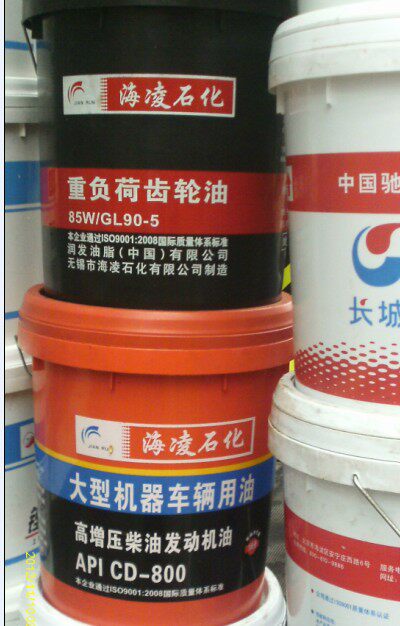 海凌石化
JIAN RUN
重负荷齿轮油
85W/GL90-5
本企业通过ISO9001:2008国际质量体系标准
润发油脂（中国）有限公司
无锡市海凌石化有限公司制造
中国驰
长城
海凌石化
JIAN RUN
大型机器车辆用油
高增压柴油发动机油
API CD-800
本企业通过ISO9001:2008国际质量体系标准